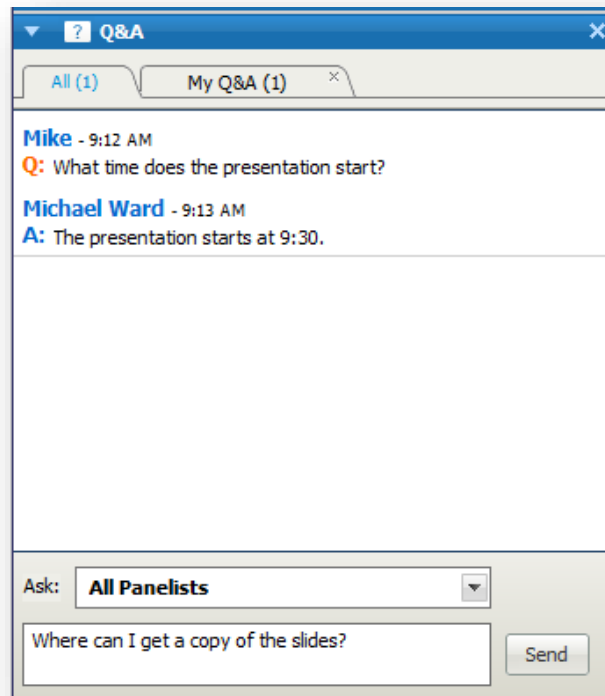 ? Q&A
All (1) My Q&A (1)
Mike - 9:12 AM
Q: What time does the presentation start?
Michael Ward - 9:13 AM
A: The presentation starts at 9:30.
Ask: All Panelists
Where can I get a copy of the slides?
Send